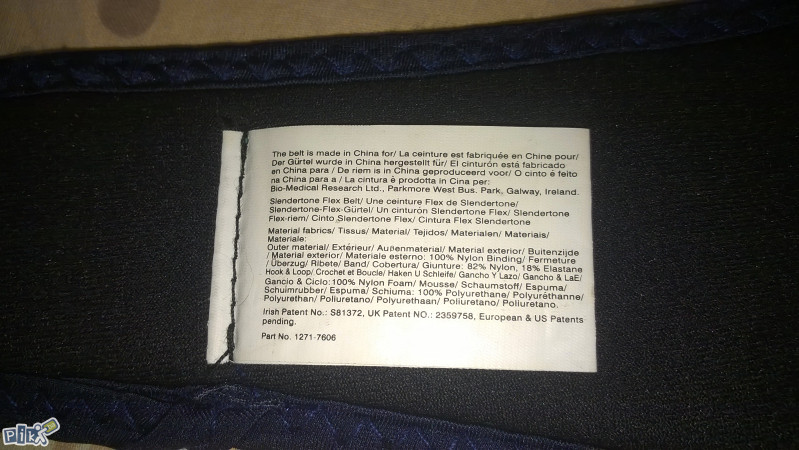 The belt is made in China for/ La ceinture est fabriquée en Chine pour/
Der Gürtel wurde in China hergestellt für/ El cinturón está fabricado
en China para / De riem is in China geproduceerd voor/ O cinto é feito
na China para a / La cintura è prodotta in Cina per:
Bio-Medical Research Ltd., Parkmore West Bus. Park, Galway, Ireland.
Slendertone Flex Belt/ Une ceinture Flex de Slendertone/
Slendertone-Flex-Gürtel/ Un cinturón Slendertone Flex/ Slendertone
Flex-riem/ Cinto Slendertone Flex/ Cintura Flex Slendertone
Material fabrics/ Tissus/ Material/ Tejidos/ Materialen/ Materiais/
Materiale:
Outer material/ Extérieur/ Außenmaterial/ Material exterior/ Buitenzijde
/ Material exterior/ Materiale esterno: 100% Nylon Binding/ Fermeture
/ Überzug/ Ribete/ Band/ Cobertura/ Giunture: 82% Nylon, 18% Elastane
Hook & Loop/ Crochet et Boucle/ Haken U Schleife/ Gancho Y Lazo/ Gancho & LaE/
Gancio & Ciclo:100% Nylon Foam/ Mousse/ Schaumstoff/ Espuma/
Schuimrubber/ Espuma/ Schiuma: 100% Polyurethane/ Polyuréthanne/
Polyurethan/ Poliuretano/ Polyurethaan/ Poliuretano/ Poliuretano.
Irish Patent No.: S81372, UK Patent NO.: 2359758, European & US Patents
pending.
Part No. 1271-7606
pik